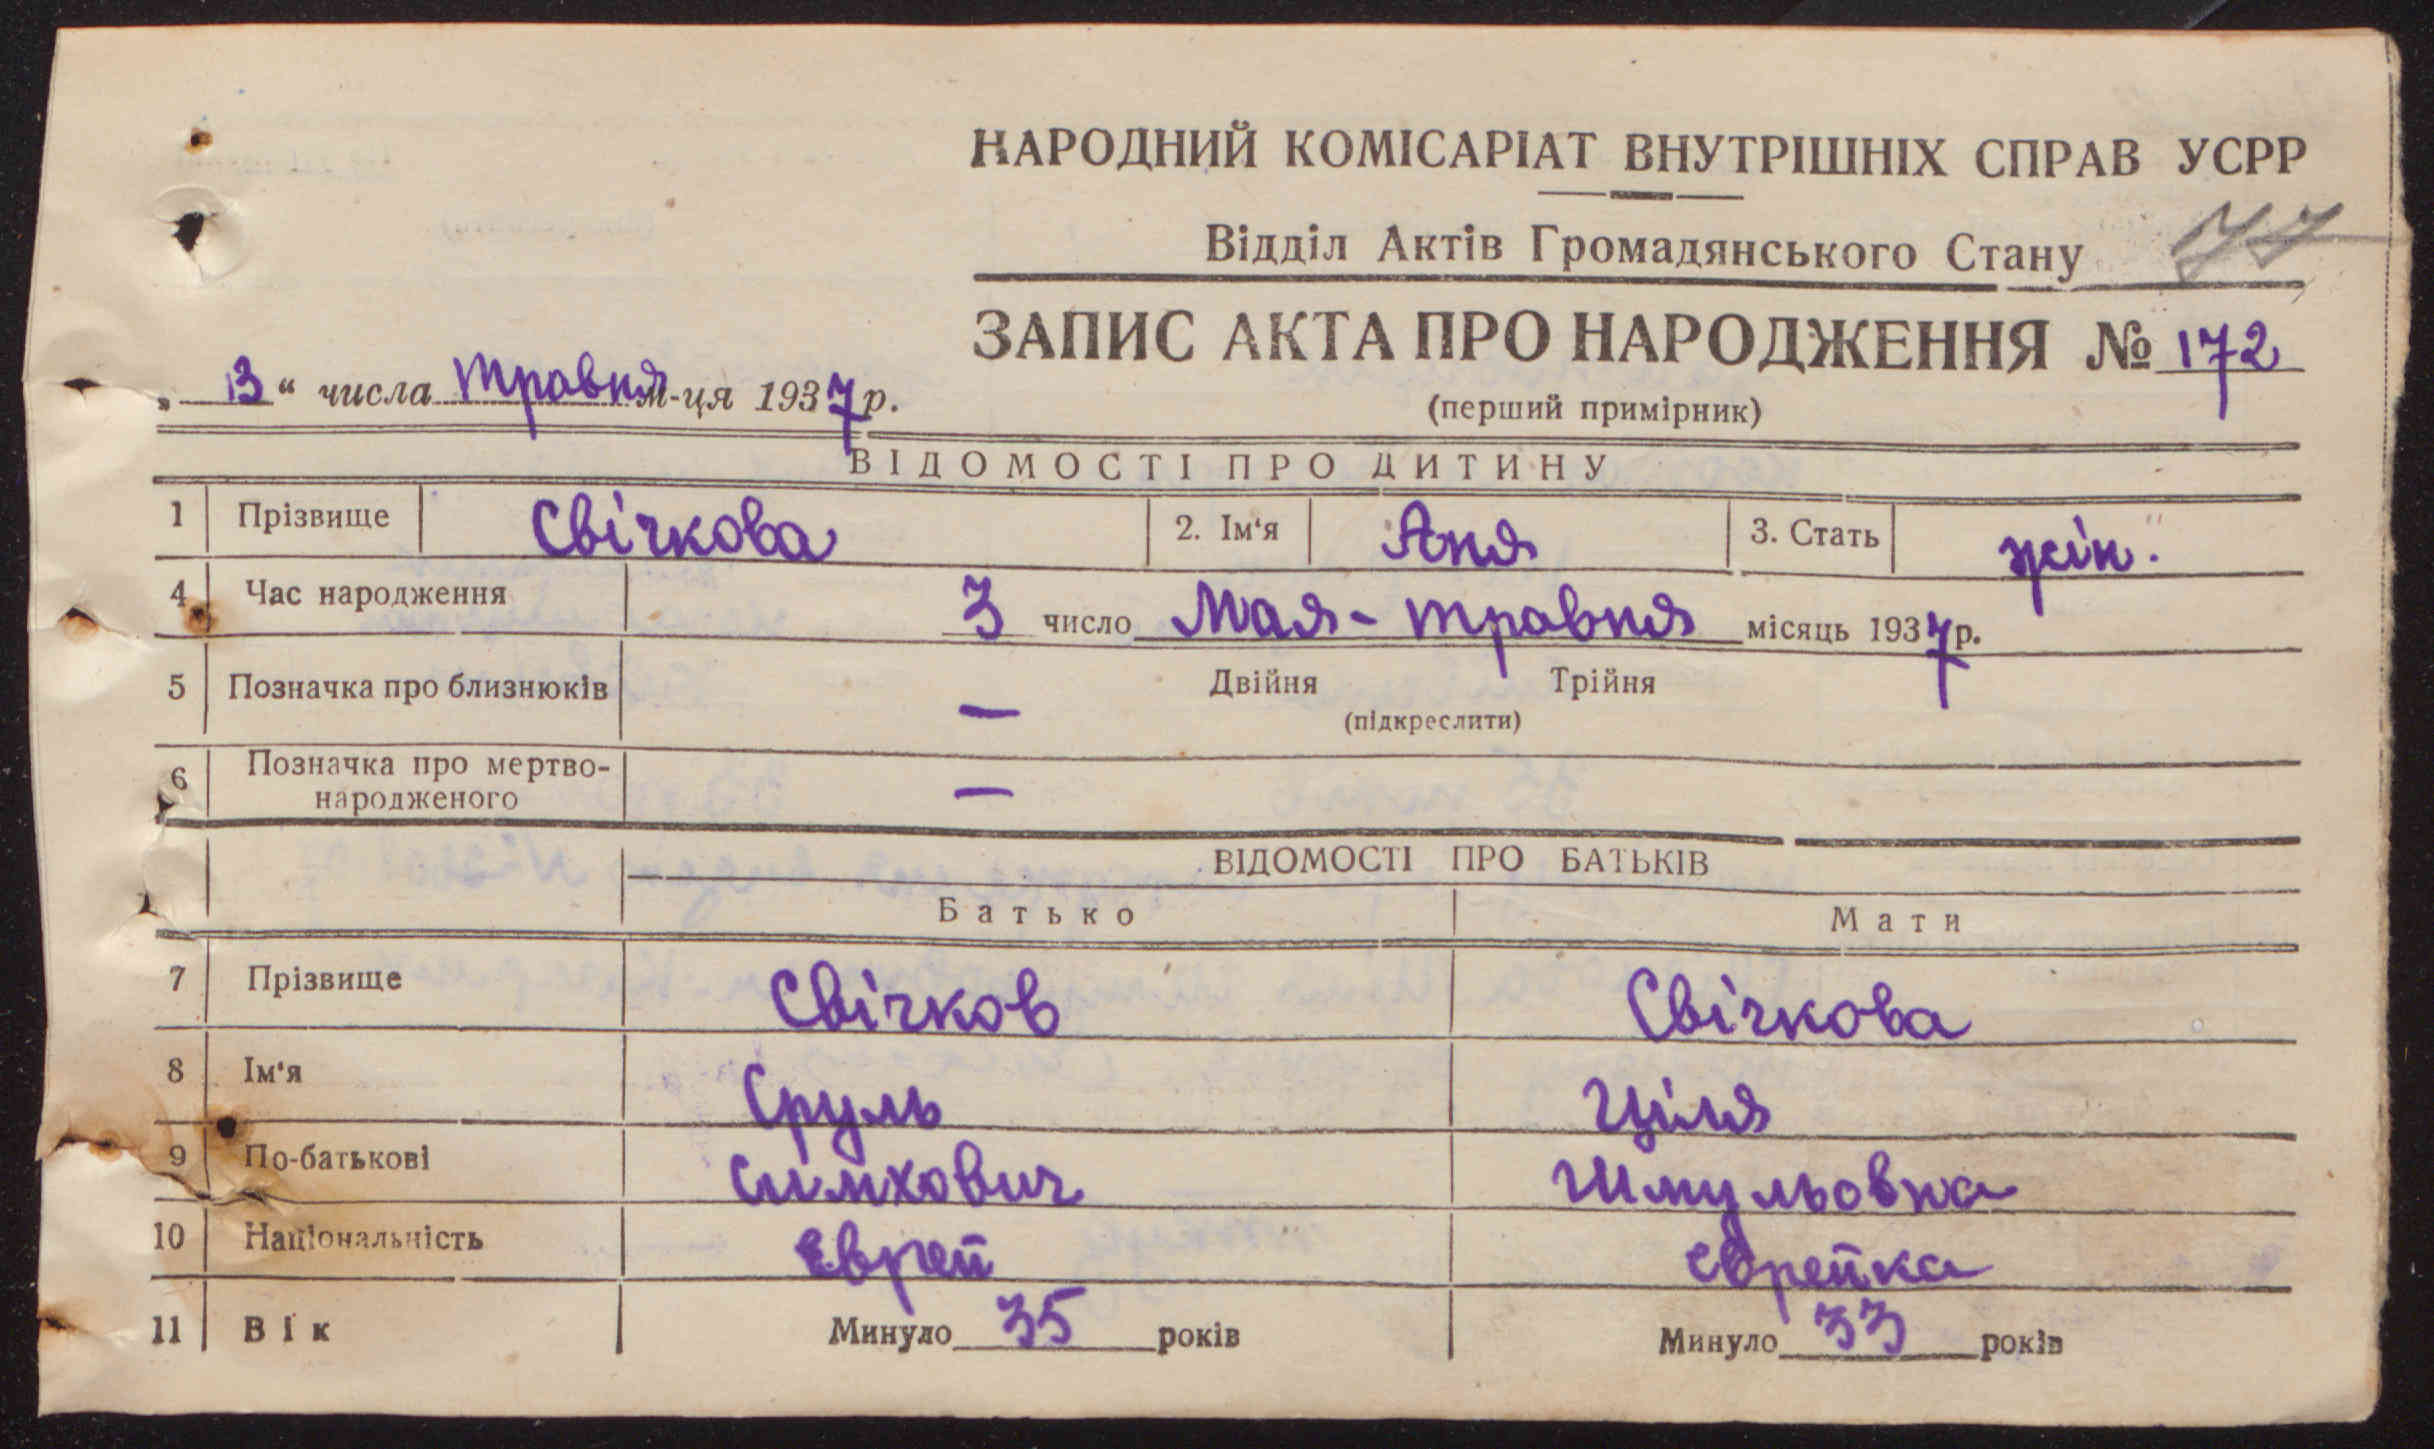 НАРОДНИЙ КОМІСАРІАТ ВНУТРІШНІХ СПРАВ УСРР
Відділ Актів Громадянського Стану 77
ЗАПИС АКТА ПРО НАРОДЖЕННЯ № 172
„ 13 “ числа травня м-ця 1937 р.
(перший примірник)
ВІДОМОСТІ ПРО ДИТИНУ
1 Прізвище Свічкова 2. Ім‘я Аня 3. Стать жін.
4 Час народження 3 число Мая - травня місяць 1937 р.
5 Позначка про близнюків — Двійня Трійня
(підкреслити)
6 Позначка про мертво-
народженого —
ВІДОМОСТІ ПРО БАТЬКІВ
Батько Мати
7 Прізвище Свічков Свічкова
8 Ім‘я Сруль Ціля
9 По-батькові Симхович Шмульовна
10 Національність Еврей Єврейка
11 Вік Минуло 35 років Минуло 33 років